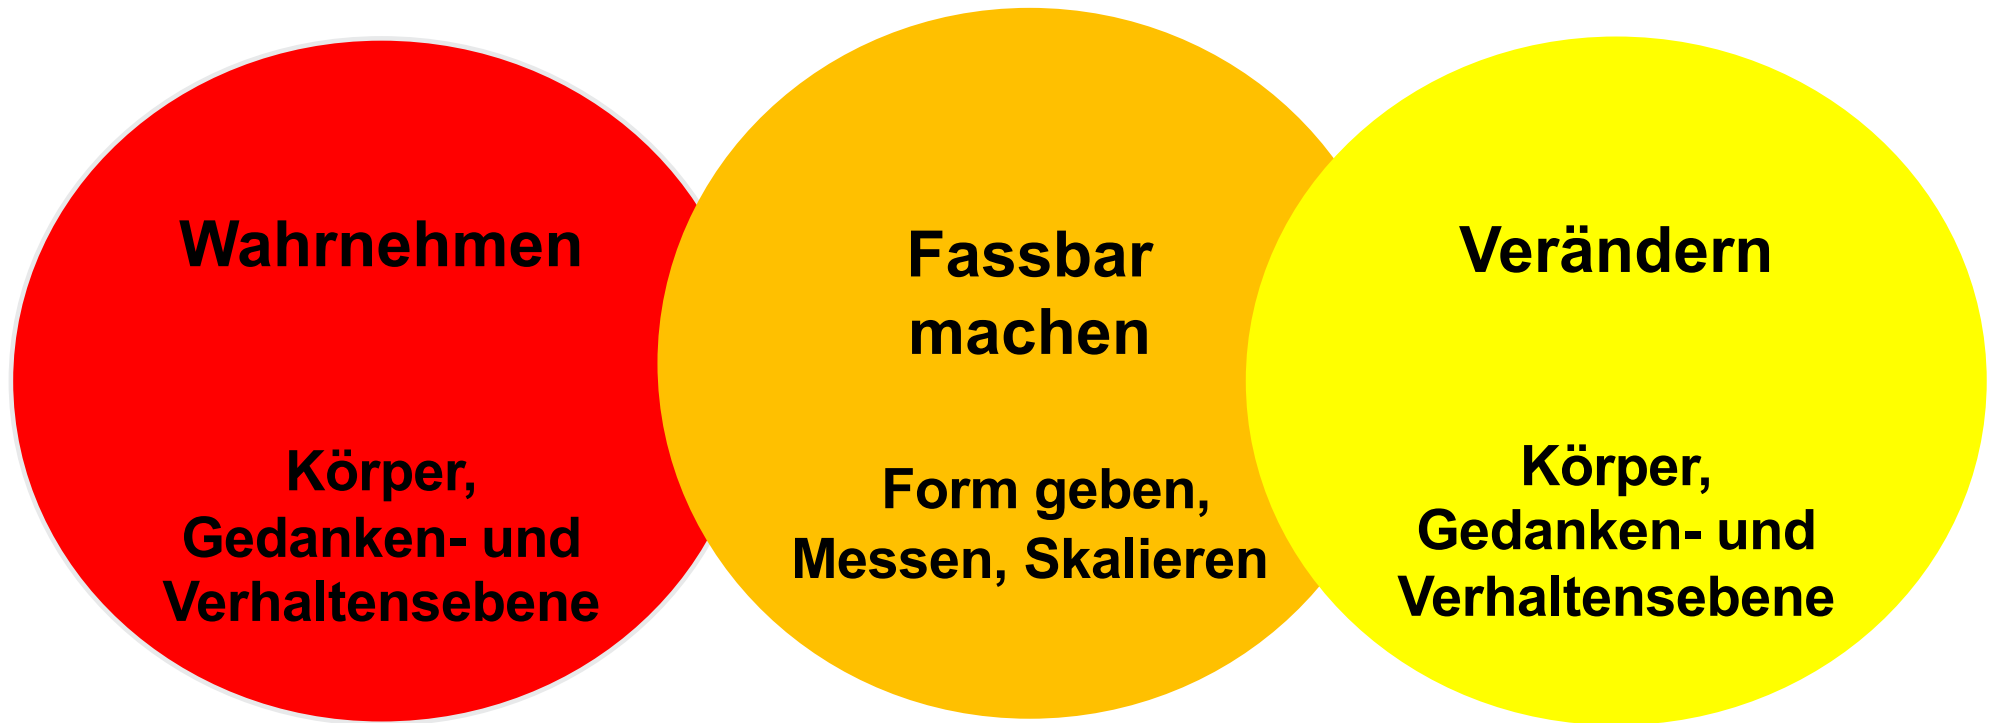 Wahrnehmen
Körper,
Gedanken- und
Verhaltensebene
Fassbar
machen
Form geben,
Messen, Skalieren
Verändern
Körper,
Gedanken- und
Verhaltensebene